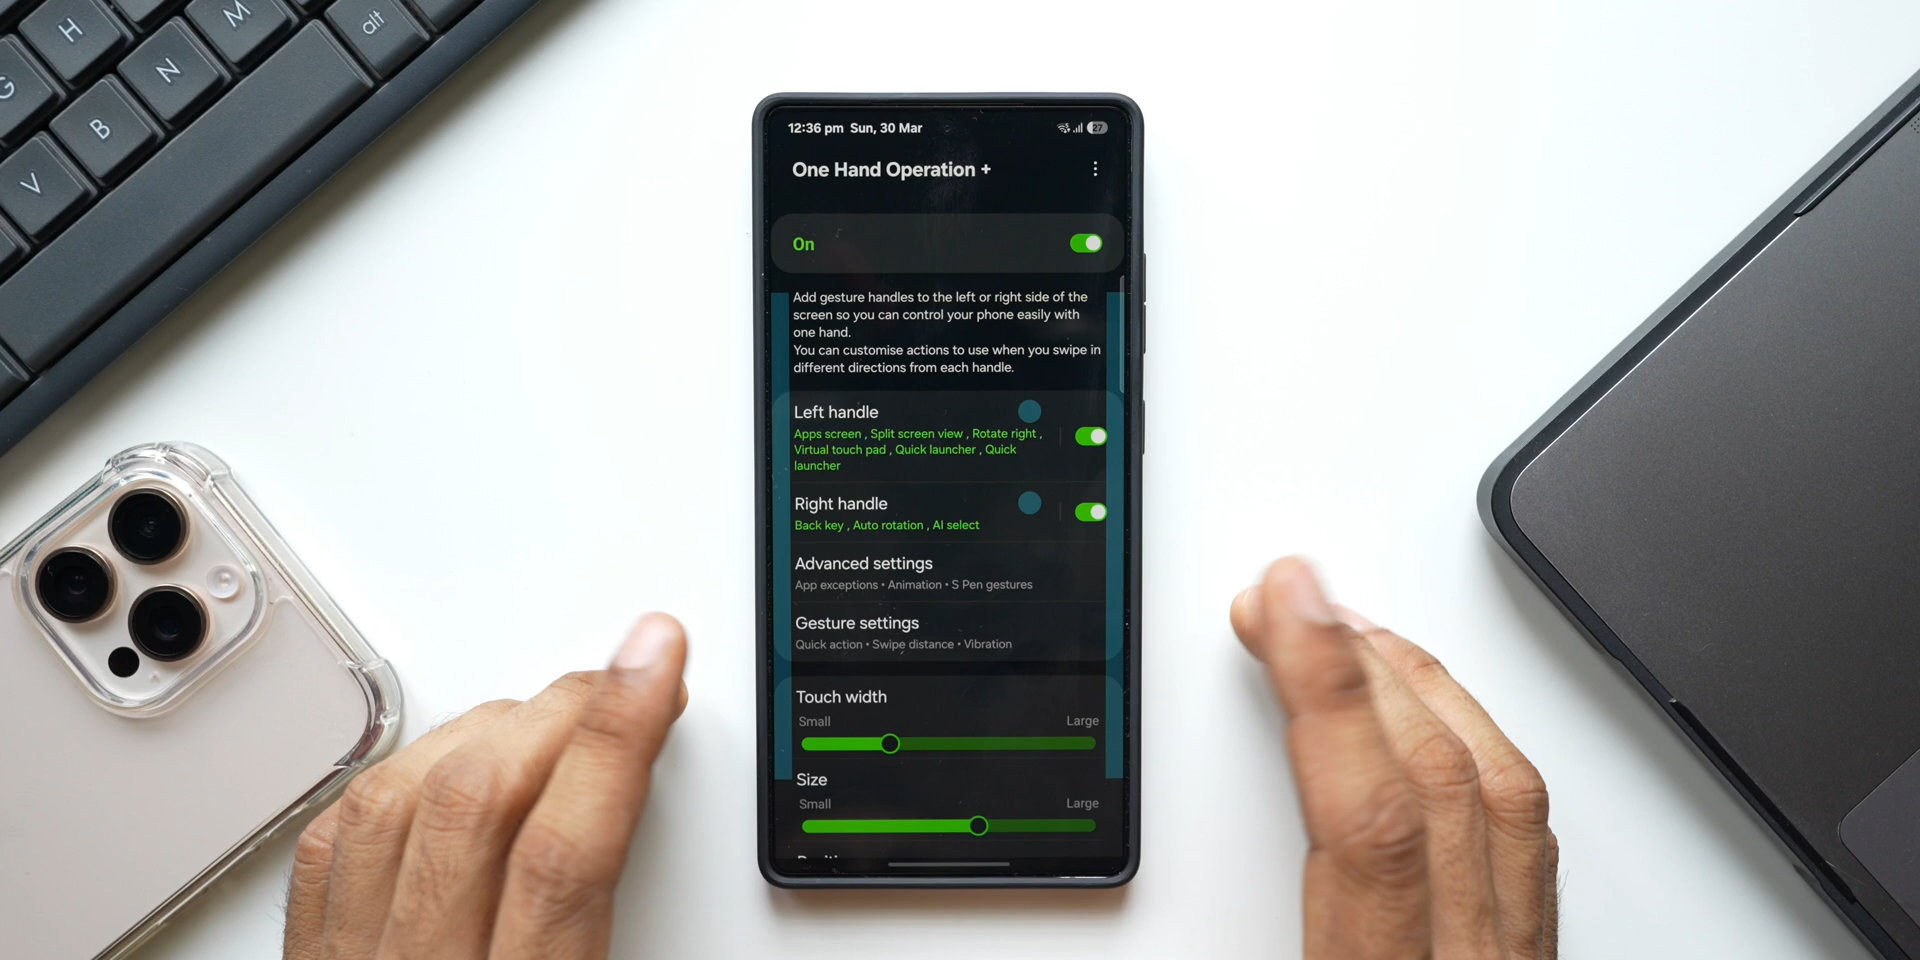 H
M
alt
G
N
B
V
12:36 pm Sun, 30 Mar
27
One Hand Operation +
On
Add gesture handles to the left or right side of the
screen so you can control your phone easily with
one hand.
You can customise actions to use when you swipe in
different directions from each handle.
Left handle
Apps screen , Split screen view , Rotate right ,
Virtual touch pad , Quick launcher , Quick
launcher
Right handle
Back key , Auto rotation , AI select
Advanced settings
App exceptions • Animation • S Pen gestures
Gesture settings
Quick action • Swipe distance • Vibration
Touch width
Small Large
Size
Small Large